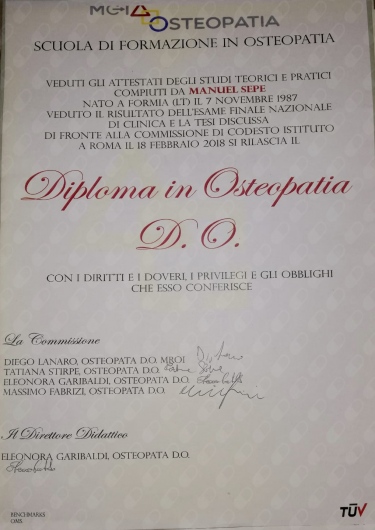 OSTEOPATIA
SCUOLA DI FORMAZIONE IN OSTEOPATIA
VEDUTI GLI ATTESTATI DEGLI STUDI TEORICI E PRATICI
COMPIUTI DA MANUEL SEPE
NATO A FORMIA (LT) IL 7 NOVEMBRE 1987
VEDUTO IL RISULTATO DELL'ESAME FINALE NAZIONALE
DI CLINICA E LA TESI DISCUSSA
DI FRONTE ALLA COMMISSIONE DI CODESTO ISTITUTO
A ROMA IL 18 FEBBRAIO 2018 SI RILASCIA IL
Diploma in Osteopatia
D. O.
CON I DIRITTI E I DOVERI, I PRIVILEGI E GLI OBBLIGHI
CHE ESSO CONFERISCE
La Commissione
DIEGO LANARO, OSTEOPATA D.O. MROI
TATIANA STIRPE, OSTEOPATA D.O.
ELEONORA GARIBALDI, OSTEOPATA D.O.
MASSIMO FABRIZI, OSTEOPATA D.O.
Il Direttore Didattico
ELEONORA GARIBALDI, OSTEOPATA D.O.
BENCHMARKS
OMS
TÜV